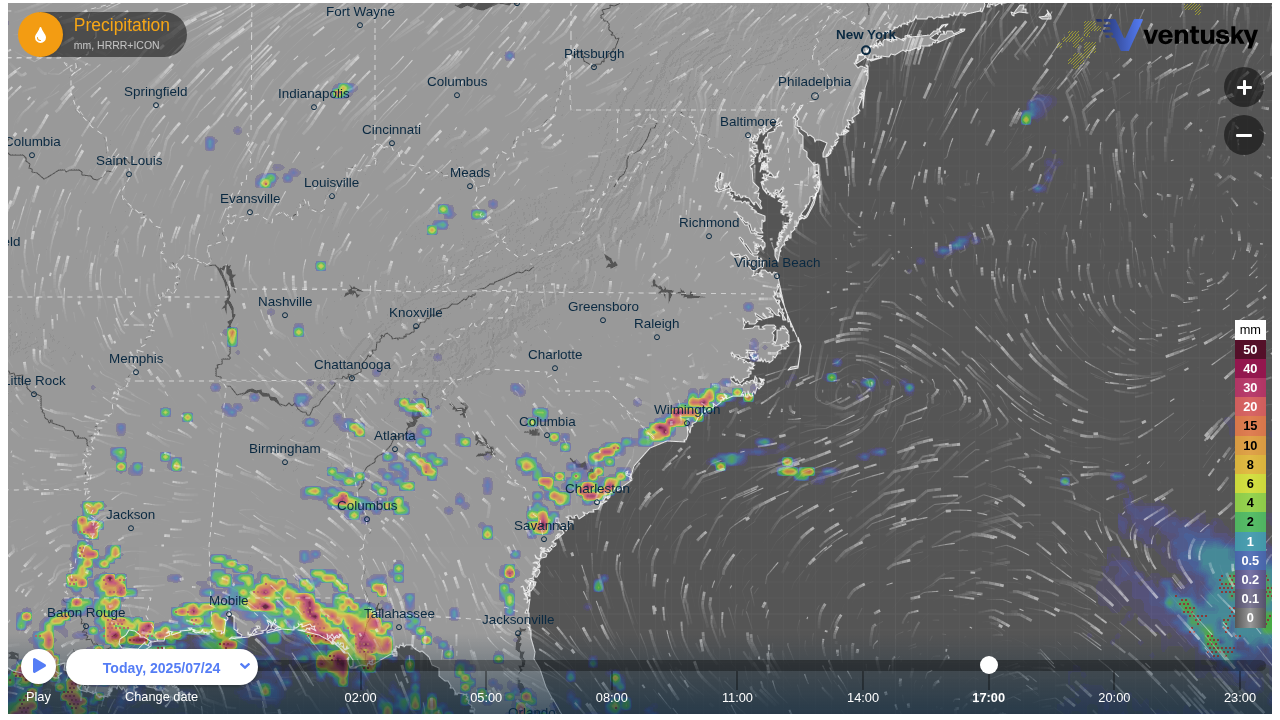 Fort Wayne
Precipitation
mm, HRRR+ICON
New York
ventusky
Pittsburgh
Columbus
Philadelphia
Springfield
Indianapolis
Baltimore
Cincinnati
Columbia
Saint Louis
Meads
Louisville
Evansville
Richmond
eld
Virginia Beach
Nashville
Greensboro
Knoxville
Raleigh
mm
50
Charlotte
Memphis
Chattanooga
40
Little Rock
30
Wilmington
20
Columbia
15
Atlanta
10
Birmingham
8
6
Charleston
4
Columbus
Jackson
Savannah
2
1
0.5
0.2
0.1
Mobile
Baton Rouge
Tallahassee
Jacksonville
0
Today, 2025/07/24
Play
Change date
02:00
05:00
08:00
11:00
14:00
17:00
20:00
23:00
Orlando